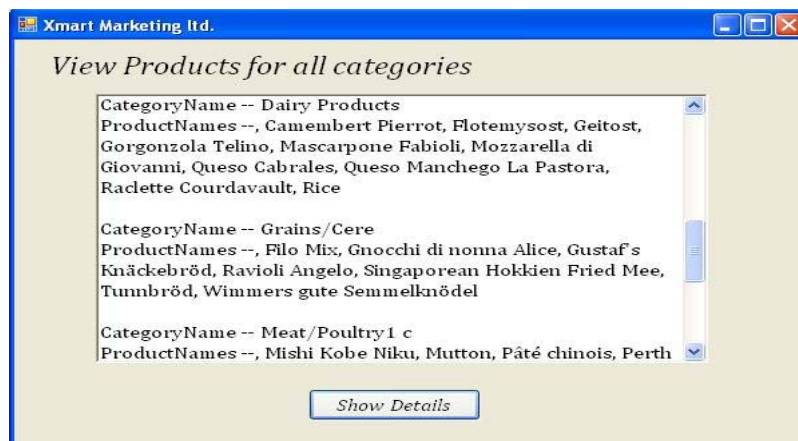 Xmart Marketing ltd.
View Products for all categories
CategoryName -- Dairy Products
ProductNames --, Camembert Pierrot, Flotemysost, Geitost,
Gorgonzola Telino, Mascarpone Fabioli, Mozzarella di
Giovanni, Queso Cabrales, Queso Manchego La Pastora,
Raclette Courdavault, Rice
CategoryName -- Grains/Cere
ProductNames --, Filo Mix, Gnocchi di nonna Alice, Gustaf's
Knäckebröd, Ravioli Angelo, Singaporean Hokkien Fried Mee,
Tunnbröd, Wimmers gute Semmelknödel
CategoryName -- Meat/Poultry1 c
ProductNames --, Mishi Kobe Niku, Mutton, Pâté chinois, Perth
Show Details